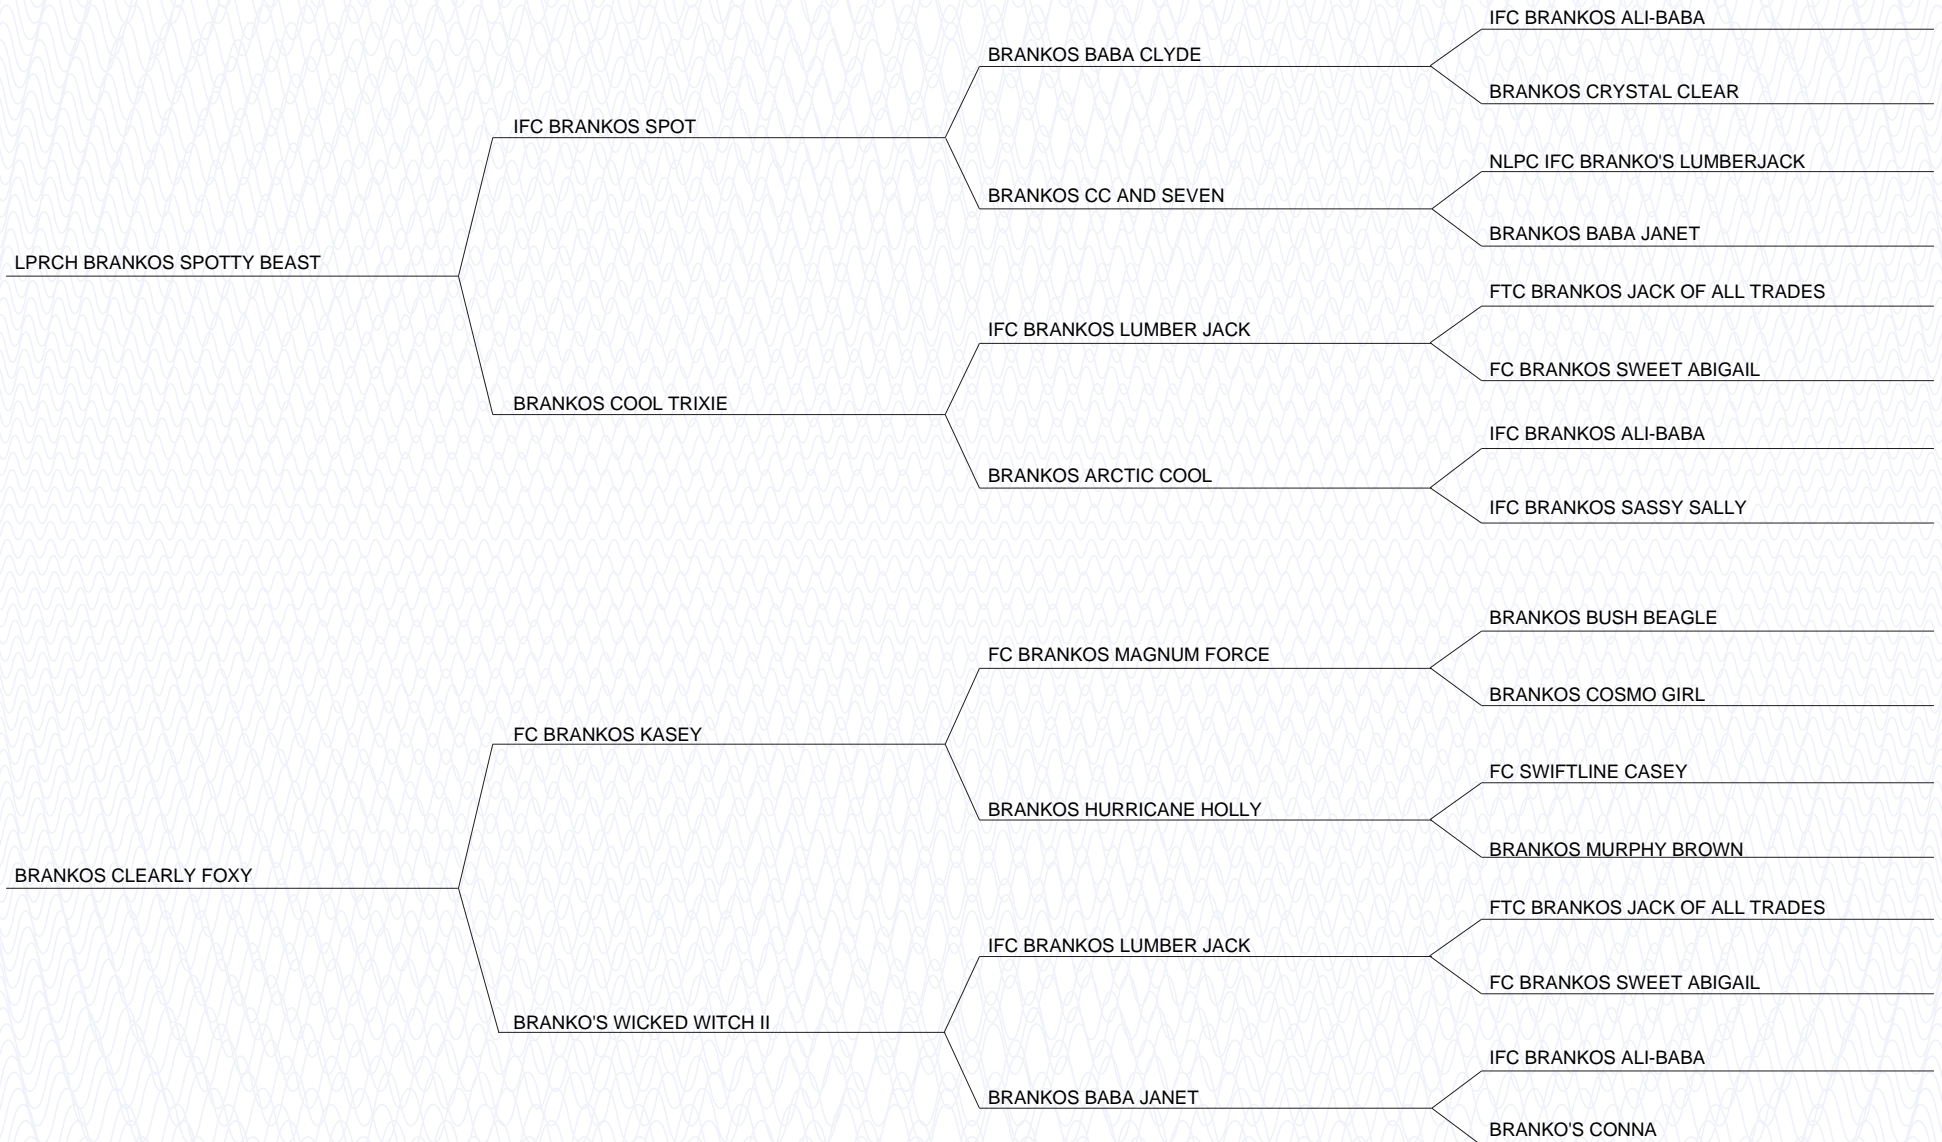 IFC BRANKOS ALI-BABA
BRANKOS BABA CLYDE
BRANKOS CRYSTAL CLEAR
IFC BRANKOS SPOT
NLPC IFC BRANKO'S LUMBERJACK
BRANKOS CC AND SEVEN
BRANKOS BABA JANET
LPRCH BRANKOS SPOTTY BEAST
FTC BRANKOS JACK OF ALL TRADES
IFC BRANKOS LUMBER JACK
FC BRANKOS SWEET ABIGAIL
BRANKOS COOL TRIXIE
IFC BRANKOS ALI-BABA
BRANKOS ARCTIC COOL
IFC BRANKOS SASSY SALLY
BRANKOS BUSH BEAGLE
FC BRANKOS MAGNUM FORCE
BRANKOS COSMO GIRL
FC BRANKOS KASEY
FC SWIFTLINE CASEY
BRANKOS HURRICANE HOLLY
BRANKOS MURPHY BROWN
BRANKOS CLEARLY FOXY
FTC BRANKOS JACK OF ALL TRADES
IFC BRANKOS LUMBER JACK
FC BRANKOS SWEET ABIGAIL
BRANKO'S WICKED WITCH II
IFC BRANKOS ALI-BABA
BRANKOS BABA JANET
BRANKO'S CONNA